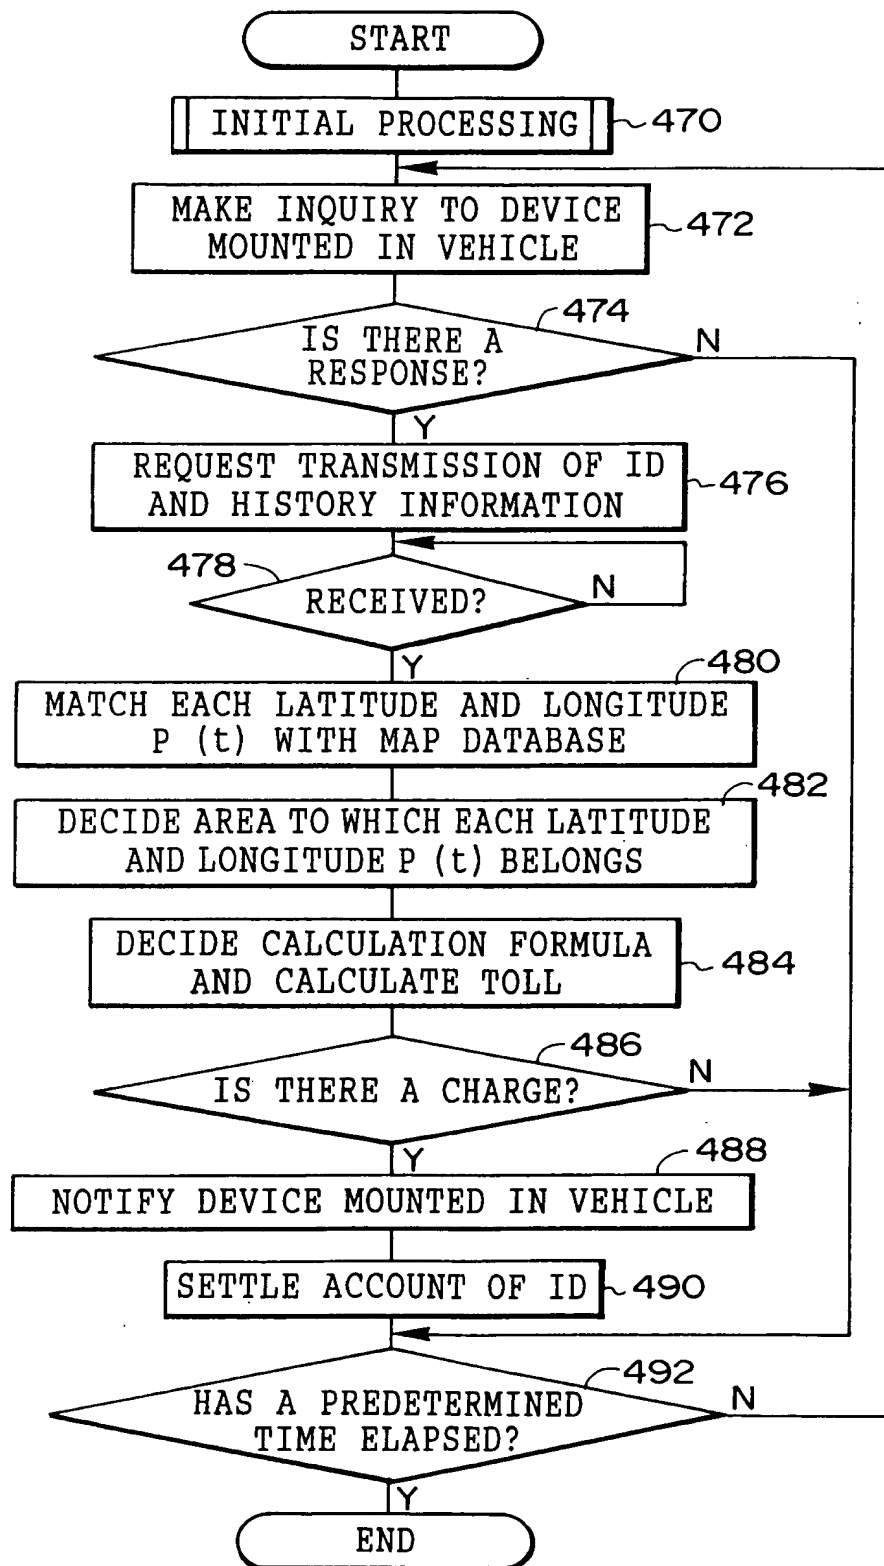 START
INITIAL PROCESSING
470
MAKE INQUIRY TO DEVICE
MOUNTED IN VEHICLE
472
474
IS THERE A
RESPONSE?
N
Y
REQUEST TRANSMISSION OF ID
AND HISTORY INFORMATION
476
478
RECEIVED?
N
Y
480
MATCH EACH LATITUDE AND LONGITUDE
P (t) WITH MAP DATABASE
482
DECIDE AREA TO WHICH EACH LATITUDE
AND LONGITUDE P (t) BELONGS
DECIDE CALCULATION FORMULA
AND CALCULATE TOLL
484
486
IS THERE A CHARGE?
N
Y
488
NOTIFY DEVICE MOUNTED IN VEHICLE
SETTLE ACCOUNT OF ID
490
492
HAS A PREDETERMINED
TIME ELAPSED?
N
Y
END